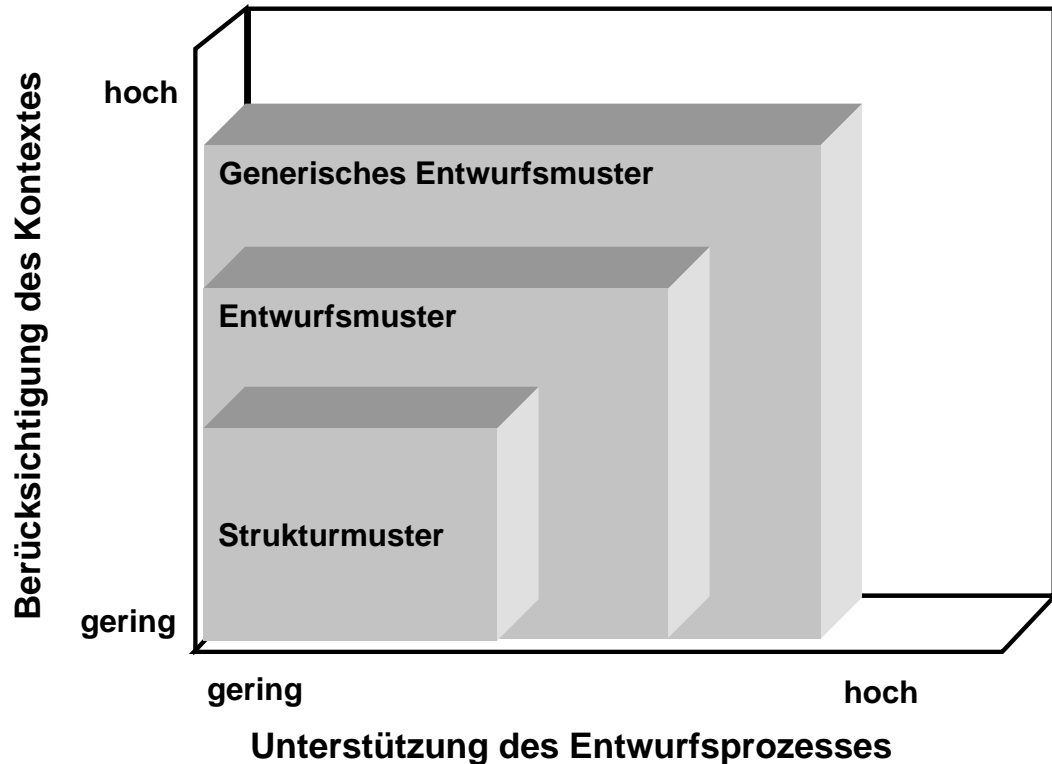 Berücksichtigung des Kontextes
hoch
Generisches Entwurfsmuster
Entwurfsmuster
Strukturmuster
gering
gering
hoch
Unterstützung des Entwurfsprozesses